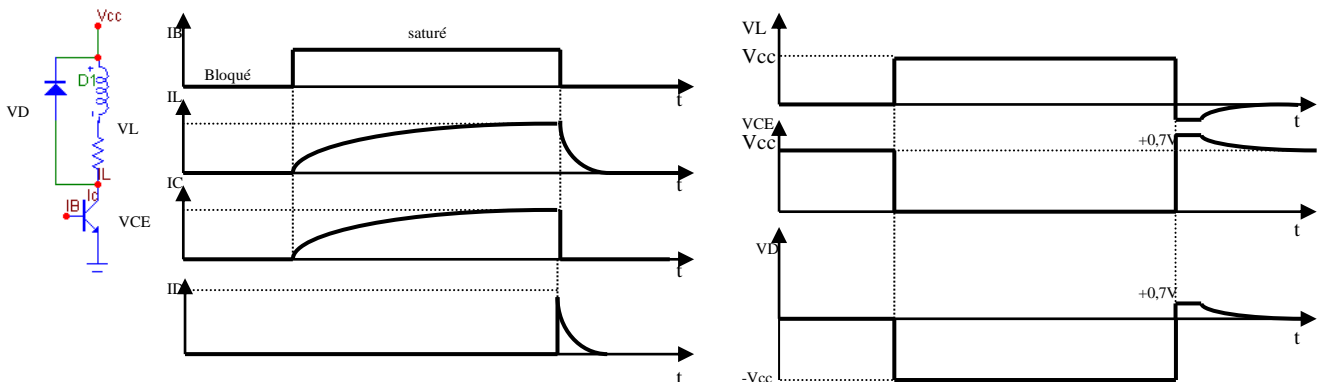 Vcc
D1
VD
VL
IL
Ic
IB
VCE
IB
saturé
Bloqué
t
IL
t
IC
t
ID
t
VL
Vcc
t
VCE
Vcc
+0,7V
t
VD
+0,7V
t
-Vcc